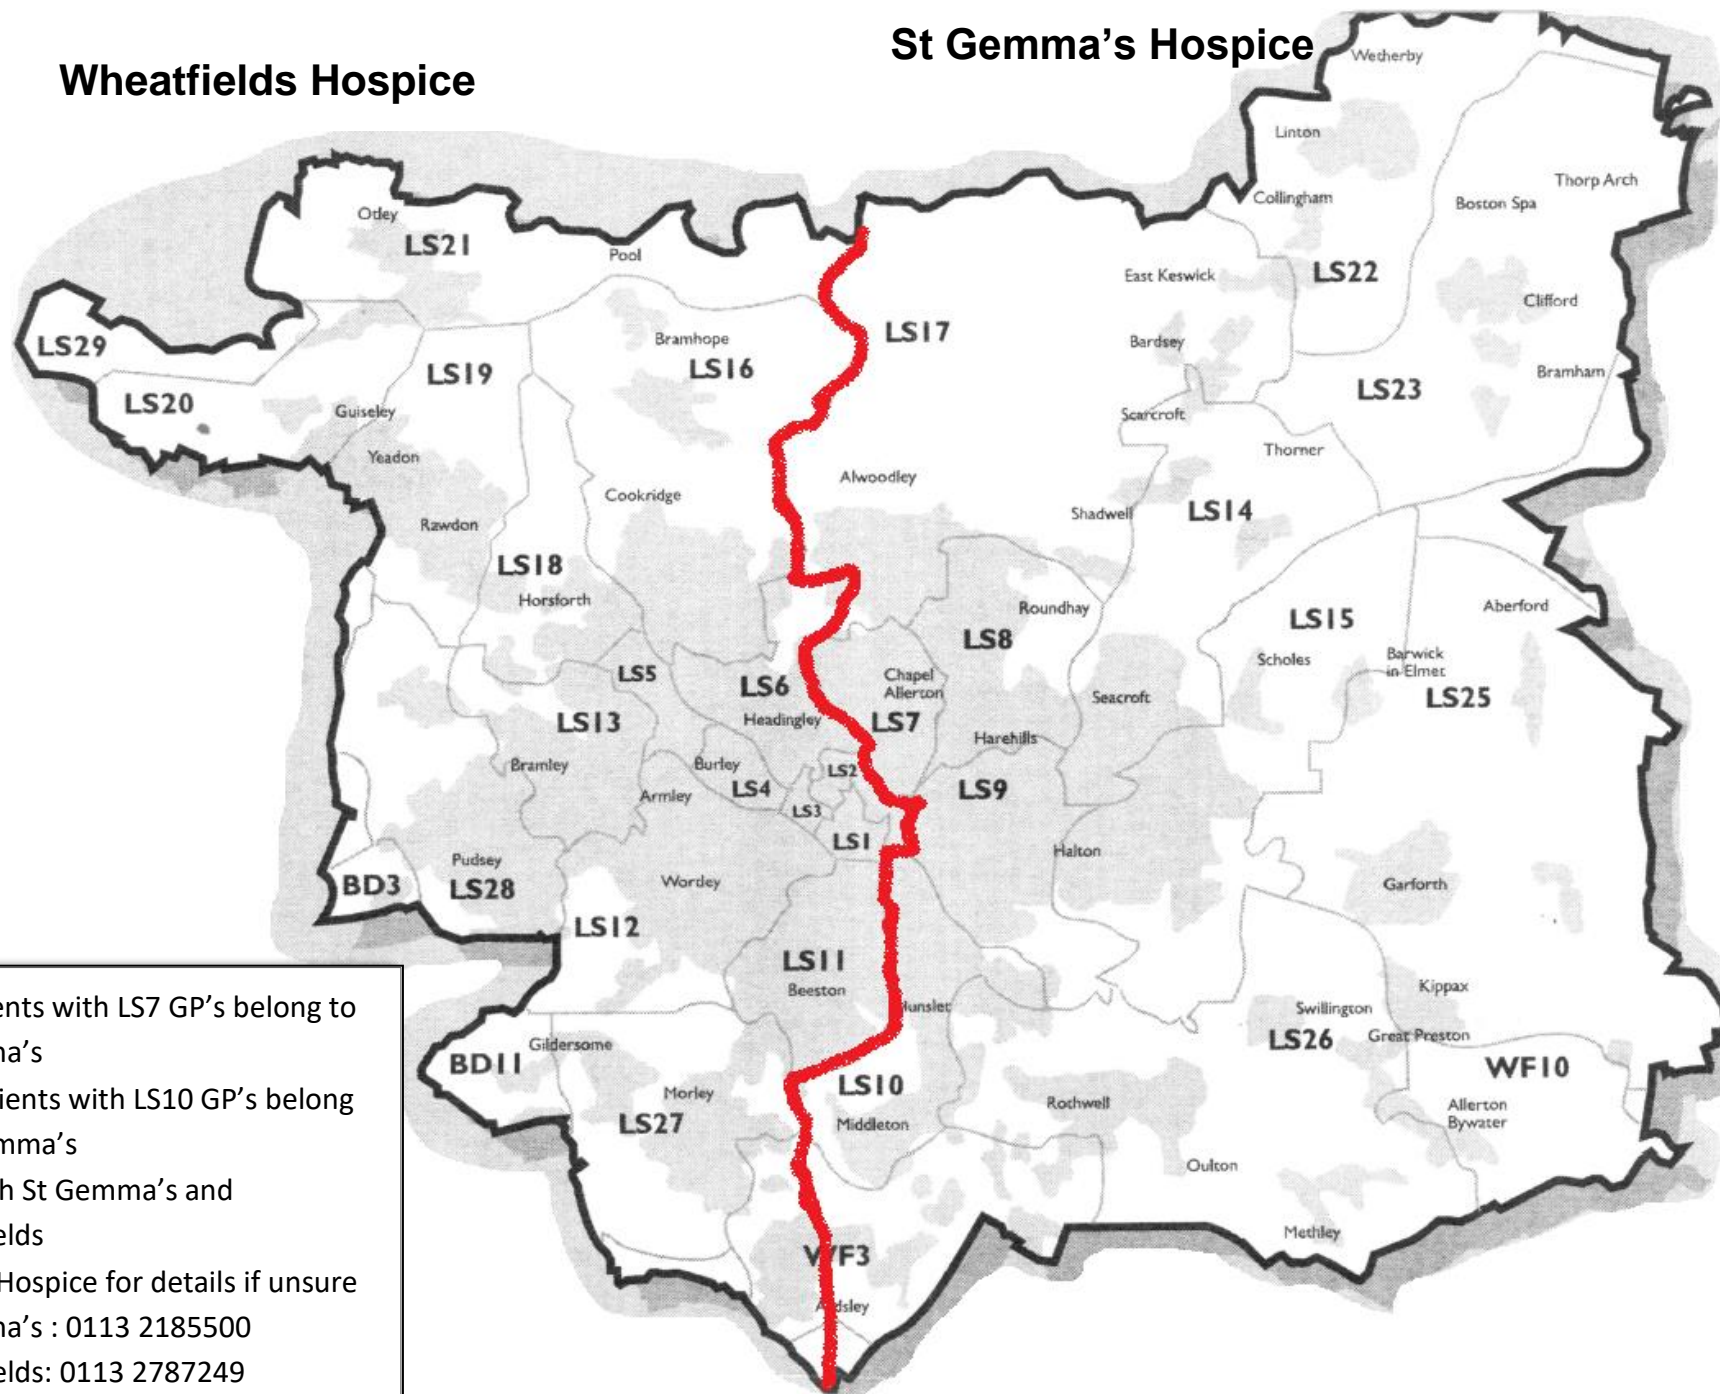 Wheatfields Hospice
St Gemma’s Hospice
Wetherby
Linton
Thorp Arch
Collingham
Boston Spa
Otley
LS21
Pool
East Keswick
LS22
Clifford
LS29
Bramhope
LS16
LS17
Bardsey
Bramham
LS19
LS20
Guiseley
LS23
Scarcroft
Yeadon
Thorner
Cookridge
Alwoodley
Rawdon
Shadwell
LS14
LS18
Horsforth
Roundhay
LS8
LS15
Aberford
Scholes
Barwick
in Elmet
LS5
LS6
Chapel
Allerton
Seacroft
LS25
LS13
Headingley
LS7
Harehills
Bramley
Burley
LS2
Armley
LS4
LS9
LS3
LS1
Halton
Pudsey
BD3
LS28
Wortley
Garforth
LS12
LS11
Beeston
Hunslet
Kippax
Swillington
LS26
Great Preston
Gildersome
BD11
LS10
WF10
Morley
LS27
Middleton
Rothwell
Allerton
Bywater
Oulton
Methley
WF3
Ardsley
ents with LS7 GP’s belong to
na’s
ients with LS10 GP’s belong
mma’s
h St Gemma’s and
elds
Hospice for details if unsure
na’s : 0113 2185500
elds: 0113 2787249